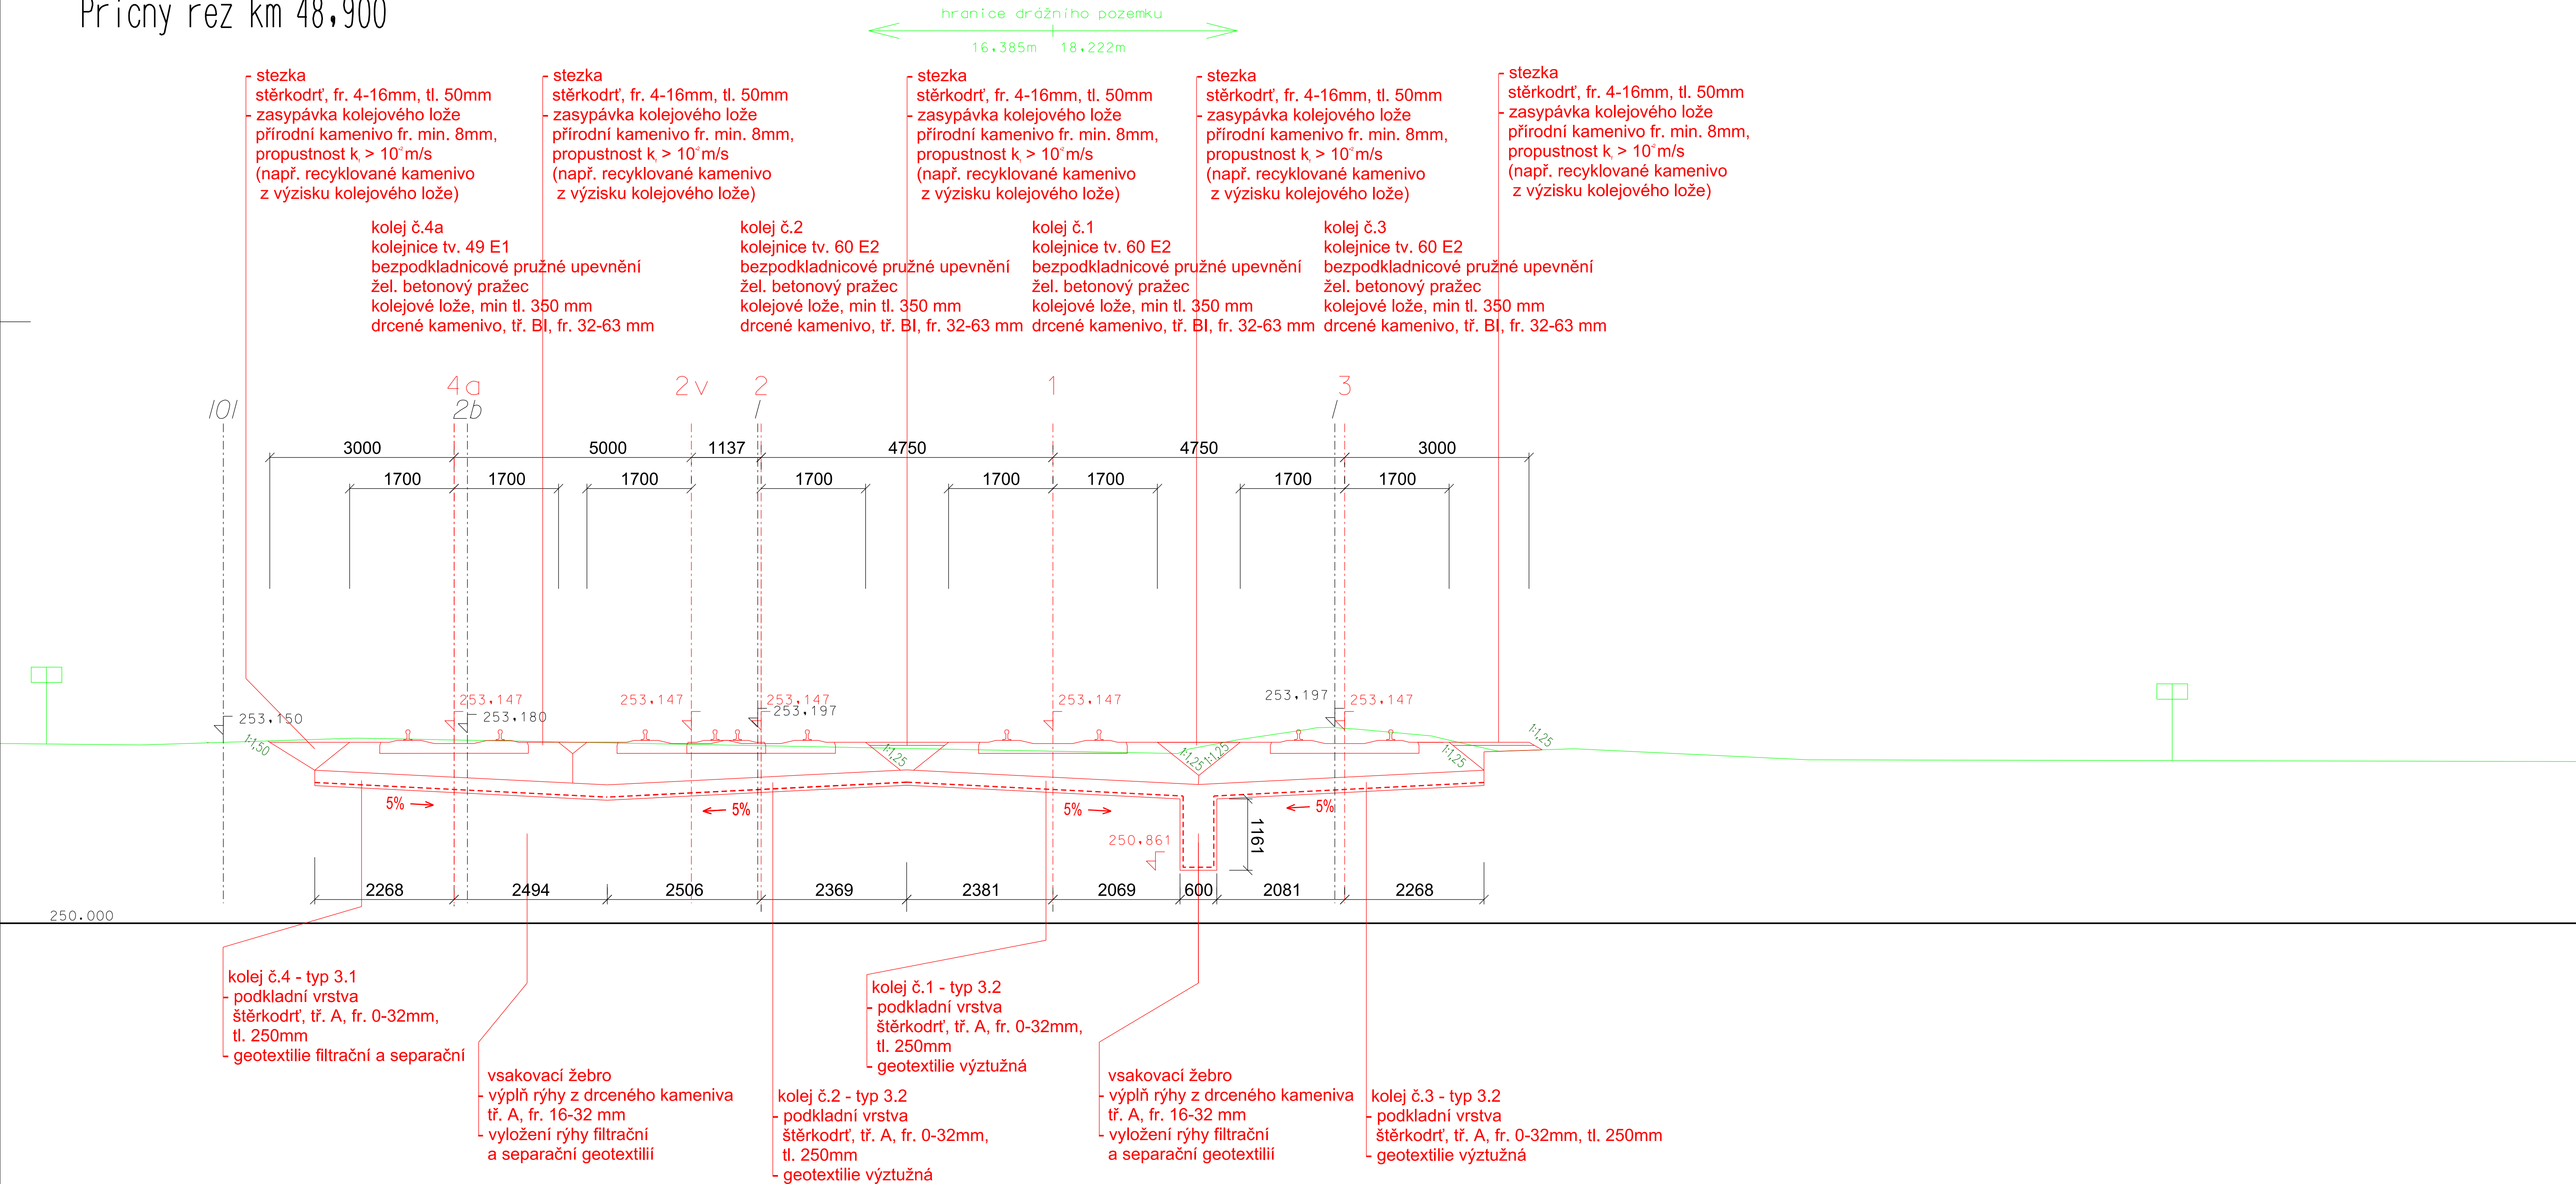 Příčný řez km 48,900
hranice drážního pozemku
16,385m 18,222m
- stezka
stěrkodrť, fr. 4-16mm, tl. 50mm
- zasypávka kolejového lože
přírodní kamenivo fr. min. 8mm,
propustnost k, > 10⁻² m/s
(např. recyklované kamenivo
z výzisku kolejového lože)
- stezka
stěrkodrť, fr. 4-16mm, tl. 50mm
- zasypávka kolejového lože
přírodní kamenivo fr. min. 8mm,
propustnost k, > 10⁻² m/s
(např. recyklované kamenivo
z výzisku kolejového lože)
- stezka
stěrkodrť, fr. 4-16mm, tl. 50mm
- zasypávka kolejového lože
přírodní kamenivo fr. min. 8mm,
propustnost k, > 10⁻² m/s
(např. recyklované kamenivo
z výzisku kolejového lože)
- stezka
stěrkodrť, fr. 4-16mm, tl. 50mm
- zasypávka kolejového lože
přírodní kamenivo fr. min. 8mm,
propustnost k, > 10⁻² m/s
(např. recyklované kamenivo
z výzisku kolejového lože)
- stezka
stěrkodrť, fr. 4-16mm, tl. 50mm
- zasypávka kolejového lože
přírodní kamenivo fr. min. 8mm,
propustnost k, > 10⁻² m/s
(např. recyklované kamenivo
z výzisku kolejového lože)
kolej č.4a
kolejnice tv. 49 E1
bezpodkladnicové pružné upevnění
žel. betonový pražec
kolejové lože, min tl. 350 mm
drcené kamenivo, tř. BI, fr. 32-63 mm
kolej č.2
kolejnice tv. 60 E2
bezpodkladnicové pružné upevnění
žel. betonový pražec
kolejové lože, min tl. 350 mm
drcené kamenivo, tř. BI, fr. 32-63 mm
kolej č.1
kolejnice tv. 60 E2
bezpodkladnicové pružné upevnění
žel. betonový pražec
kolejové lože, min tl. 350 mm
drcené kamenivo, tř. BI, fr. 32-63 mm
kolej č.3
kolejnice tv. 60 E2
bezpodkladnicové pružné upevnění
žel. betonový pražec
kolejové lože, min tl. 350 mm
drcené kamenivo, tř. BI, fr. 32-63 mm
4a 2v 2 1 3
101 2b / /
3000 5000 1137 4750 4750 3000
1700 1700 1700 1700 1700 1700 1700 1700
253,147 253,147 253,147 253,147 253,197 253,147
253,150 253,180 253,197
1:1,50 1:1,25 1:1,25 1:1,25 1:1,25 1:1,25
5% 5% 5% 5%
250,861
1161
2268 2494 2506 2369 2381 2069 600 2081 2268
250.000
kolej č.4 - typ 3.1
- podkladní vrstva
štěrkodrť, tř. A, fr. 0-32mm,
tl. 250mm
- geotextilie filtrační a separační
vsakovací žebro
- výplň rýhy z drceného kameniva
tř. A, fr. 16-32 mm
- vyložení rýhy filtrační
a separační geotextilií
kolej č.2 - typ 3.2
- podkladní vrstva
štěrkodrť, tř. A, fr. 0-32mm,
tl. 250mm
- geotextilie výztužná
kolej č.1 - typ 3.2
- podkladní vrstva
štěrkodrť, tř. A, fr. 0-32mm,
tl. 250mm
- geotextilie výztužná
vsakovací žebro
- výplň rýhy z drceného kameniva
tř. A, fr. 16-32 mm
- vyložení rýhy filtrační
a separační geotextilií
kolej č.3 - typ 3.2
- podkladní vrstva
štěrkodrť, tř. A, fr. 0-32mm, tl. 250mm
- geotextilie výztužná